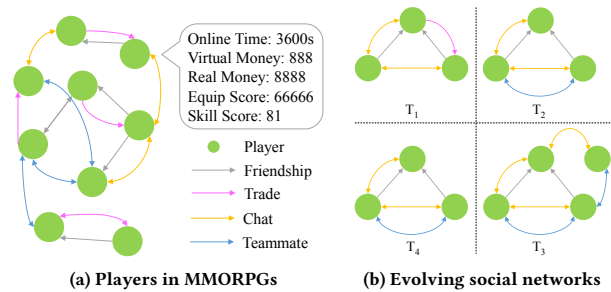 Online Time: 3600s
Virtual Money: 888
Real Money: 8888
Equip Score: 66666
Skill Score: 81
Player
Friendship
Trade
Chat
Teammate
(a) Players in MMORPGs
T1
T2
T4
T3
(b) Evolving social networks